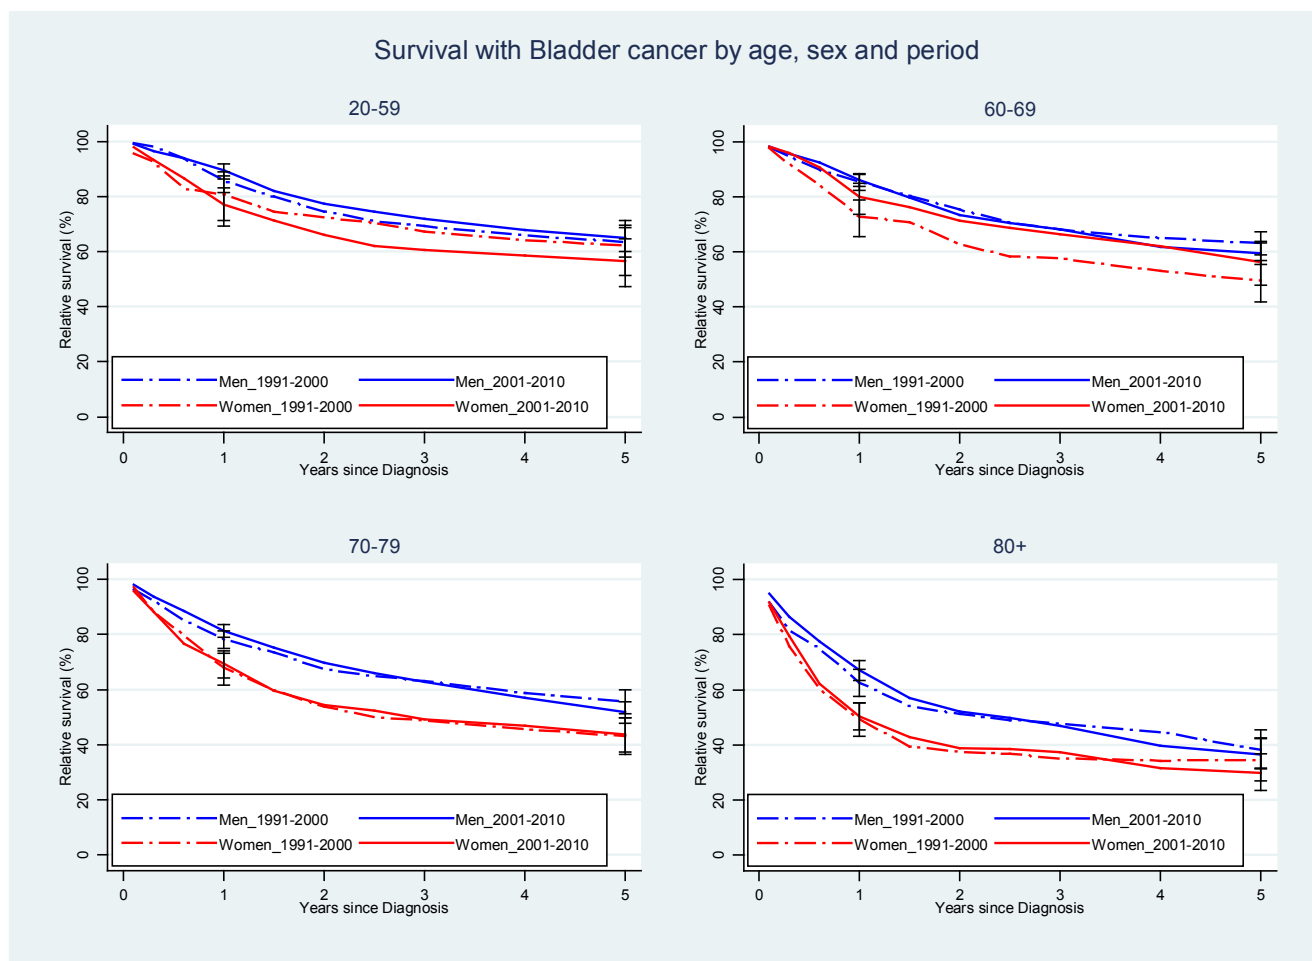 Survival with Bladder cancer by age, sex and period
20-59
Relative survival (%)
100
80
60
40
20
0
Men_1991-2000 Men_2001-2010
Women_1991-2000 Women_2001-2010
0 1 2 3 4 5
Years since Diagnosis
60-69
Relative survival (%)
100
80
60
40
20
0
Men_1991-2000 Men_2001-2010
Women_1991-2000 Women_2001-2010
0 1 2 3 4 5
Years since Diagnosis
70-79
Relative survival (%)
100
80
60
40
20
0
Men_1991-2000 Men_2001-2010
Women_1991-2000 Women_2001-2010
0 1 2 3 4 5
Years since Diagnosis
80+
Relative survival (%)
100
80
60
40
20
0
Men_1991-2000 Men_2001-2010
Women_1991-2000 Women_2001-2010
0 1 2 3 4 5
Years since Diagnosis